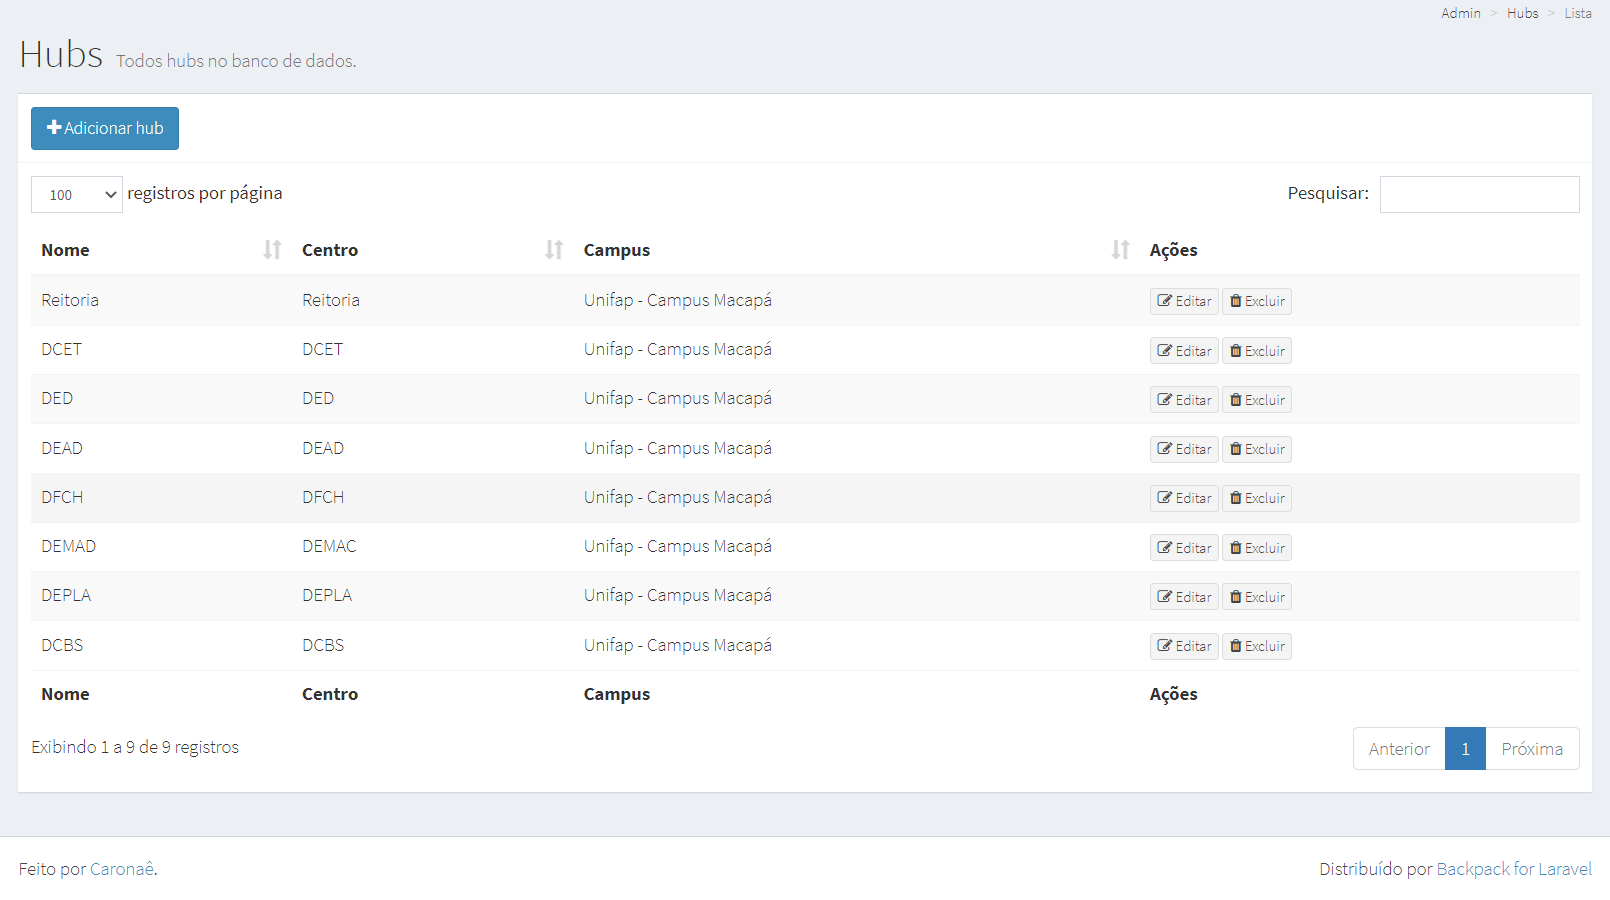 Admin > Hubs > Lista
Hubs Todos hubs no banco de dados.
Adicionar hub
100 registros por página Pesquisar:
Nome Centro Campus Ações
Reitoria Reitoria Unifap - Campus Macapá Editar Excluir
DCET DCET Unifap - Campus Macapá Editar Excluir
DED DED Unifap - Campus Macapá Editar Excluir
DEAD DEAD Unifap - Campus Macapá Editar Excluir
DFCH DFCH Unifap - Campus Macapá Editar Excluir
DEMAD DEMAC Unifap - Campus Macapá Editar Excluir
DEPLA DEPLA Unifap - Campus Macapá Editar Excluir
DCBS DCBS Unifap - Campus Macapá Editar Excluir
Nome Centro Campus Ações
Exibindo 1 a 9 de 9 registros Anterior 1 Próxima
Feito por Caronaê. Distribuído por Backpack for Laravel